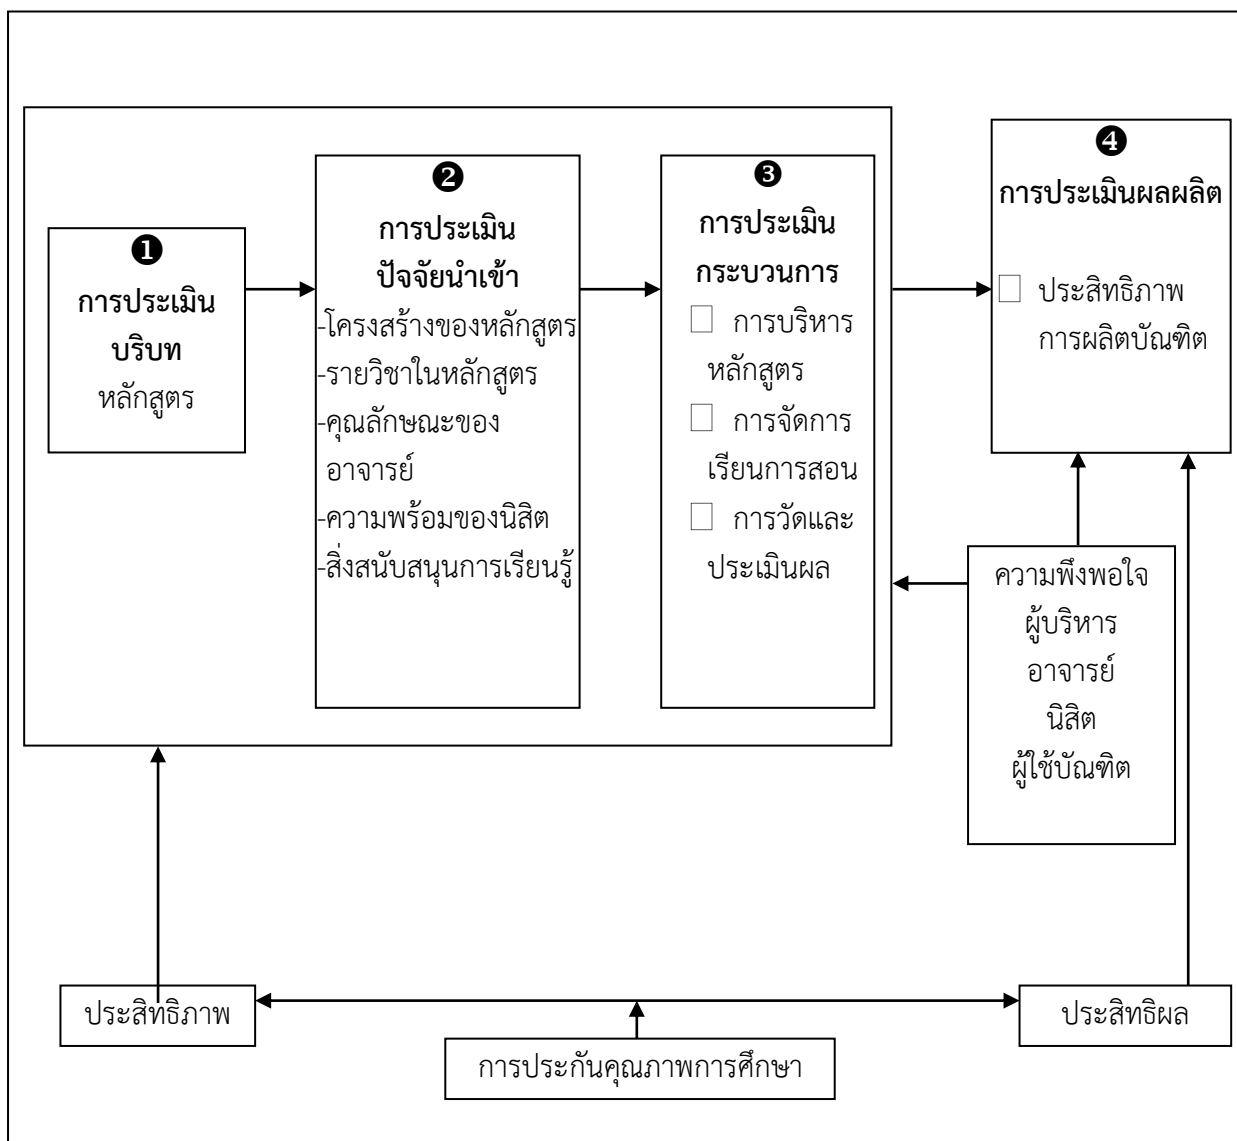 ❶
การประเมิน
บริบท
หลักสูตร
❷
การประเมิน
ปัจจัยนำเข้า
-โครงสร้างของหลักสูตร
-รายวิชาในหลักสูตร
-คุณลักษณะของ
อาจารย์
-ความพร้อมของนิสิต
-สิ่งสนับสนุนการเรียนรู้
❸
การประเมิน
กระบวนการ
การบริหาร
หลักสูตร
การจัดการ
เรียนการสอน
การวัดและ
ประเมินผล
❹
การประเมินผลผลิต
ประสิทธิภาพ
การผลิตบัณฑิต
ความพึงพอใจ
ผู้บริหาร
อาจารย์
นิสิต
ผู้ใช้บัณฑิต
ประสิทธิภาพ
ประสิทธิผล
การประกันคุณภาพการศึกษา